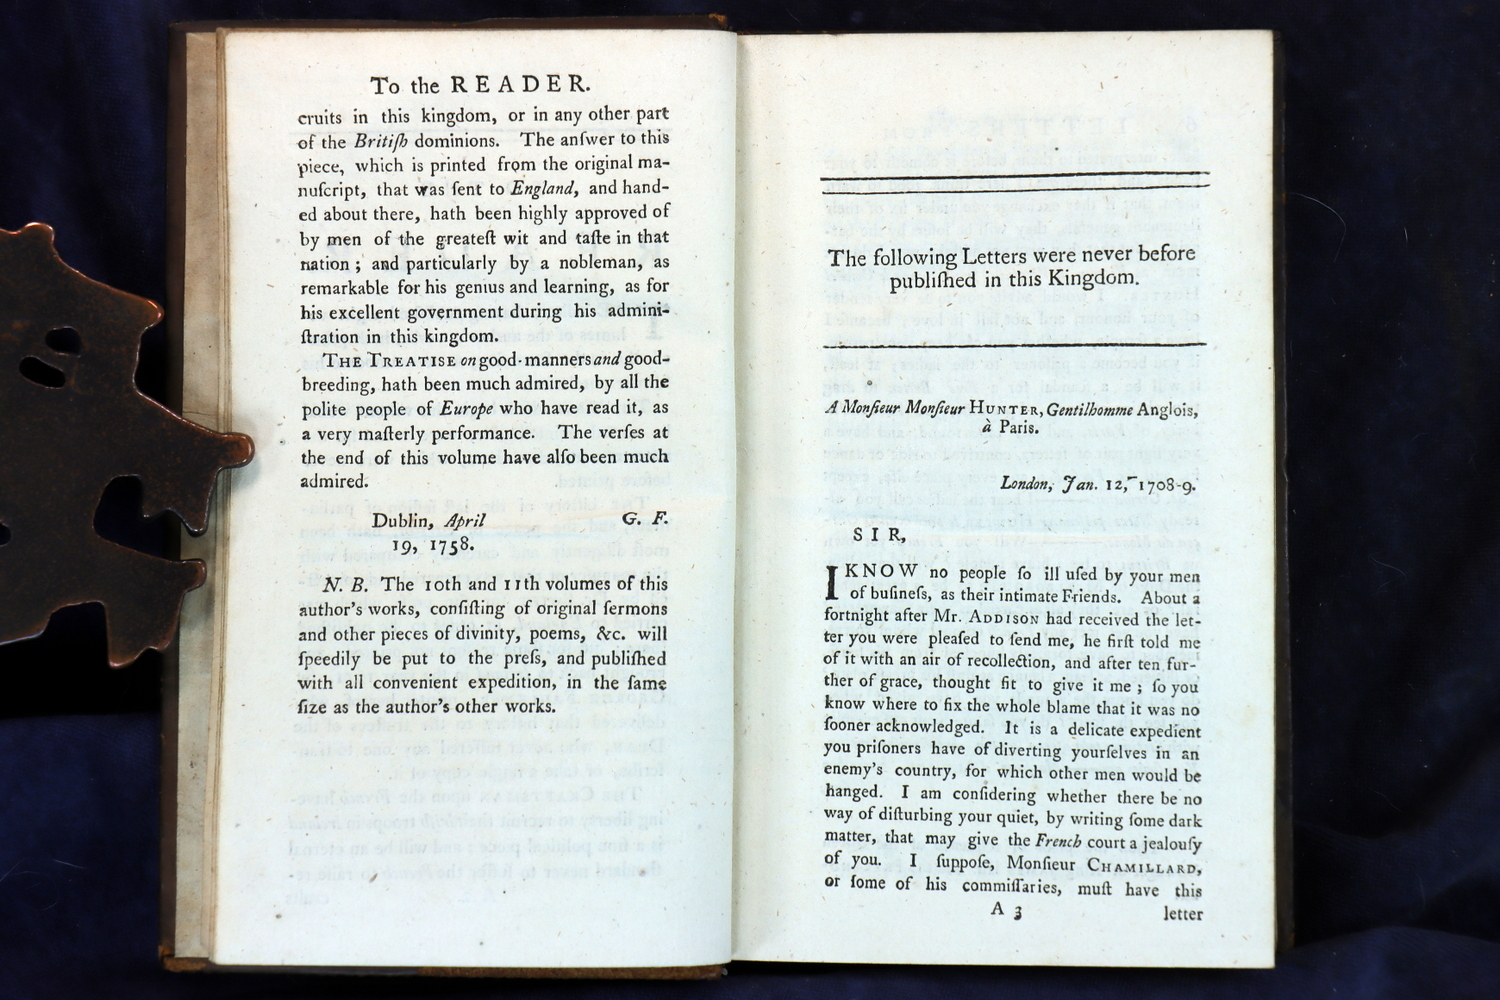 To the READER.
cruits in this kingdom, or in any other part
of the Britiſh dominions. The anſwer to this
piece, which is printed from the original ma-
nuſcript, that was ſent to England, and hand-
ed about there, hath been highly approved of
by men of the greateſt wit and taſte in that
nation ; and particularly by a nobleman, as
remarkable for his genius and learning, as for
his excellent government during his admini-
ſtration in this kingdom.
THE TREATISE on good-manners and good-
breeding, hath been much admired, by all the
polite people of Europe who have read it, as
a very maſterly performance. The verſes at
the end of this volume have alſo been much
admired.
Dublin, April G. F.
19, 1758.
N. B. The 10th and 11th volumes of this
author's works, conſiſting of original ſermons
and other pieces of divinity, poems, &c. will
ſpeedily be put to the preſs, and publiſhed
with all convenient expedition, in the ſame
ſize as the author's other works.
The following Letters were never before
publiſhed in this Kingdom.
A Monſieur Monſieur HUNTER, Gentilhomme Anglois,
à Paris.
London, Jan. 12, 1708-9.
SIR,
I KNOW no people ſo ill uſed by your men
of buſineſs, as their intimate Friends. About a
fortnight after Mr. ADDISON had received the let-
ter you were pleaſed to ſend me, he firſt told me
of it with an air of recollection, and after ten fur-
ther of grace, thought fit to give it me ; ſo you
know where to fix the whole blame that it was no
ſooner acknowledged. It is a delicate expedient
you priſoners have of diverting yourſelves in an
enemy's country, for which other men would be
hanged. I am conſidering whether there be no
way of diſturbing your quiet, by writing ſome dark
matter, that may give the French court a jealouſy
of you. I ſuppoſe, Monſieur CHAMILLARD,
or ſome of his commiſſaries, muſt have this
A 3 letter